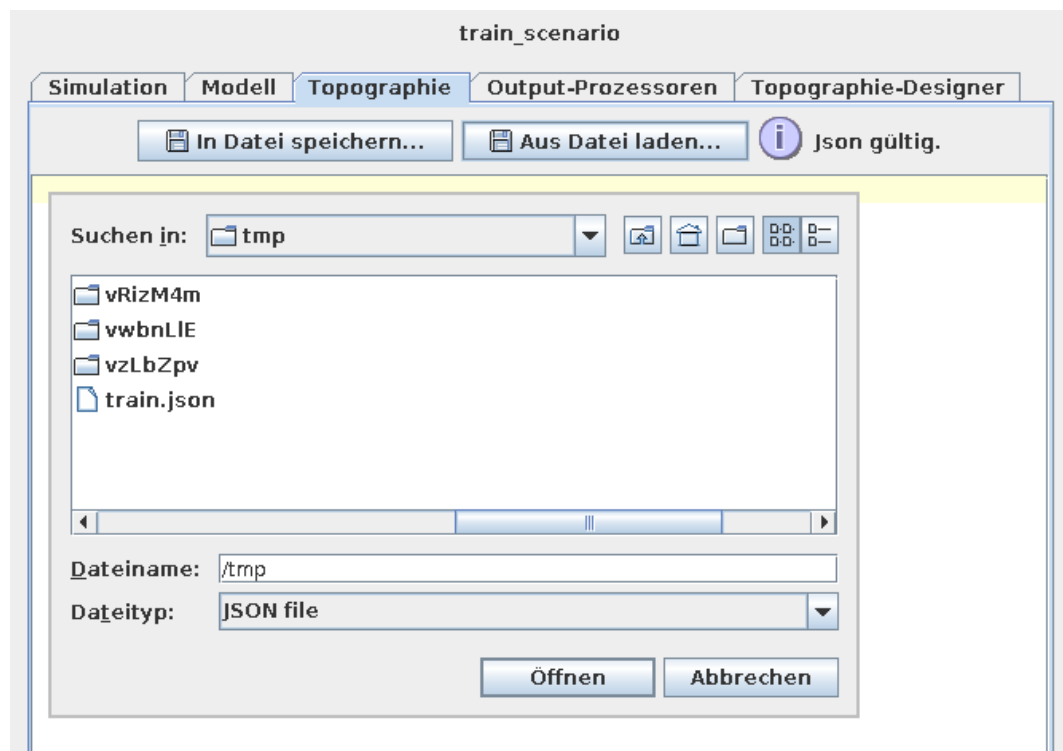 train_scenario
Simulation Modell Topographie Output-Prozessoren Topographie-Designer
In Datei speichern... Aus Datei laden... i Json gültig.
Suchen in: tmp
vRizM4m
vwbnLlE
vzLbZpv
train.json
Dateiname: /tmp
Dateityp: JSON file
Öffnen Abbrechen